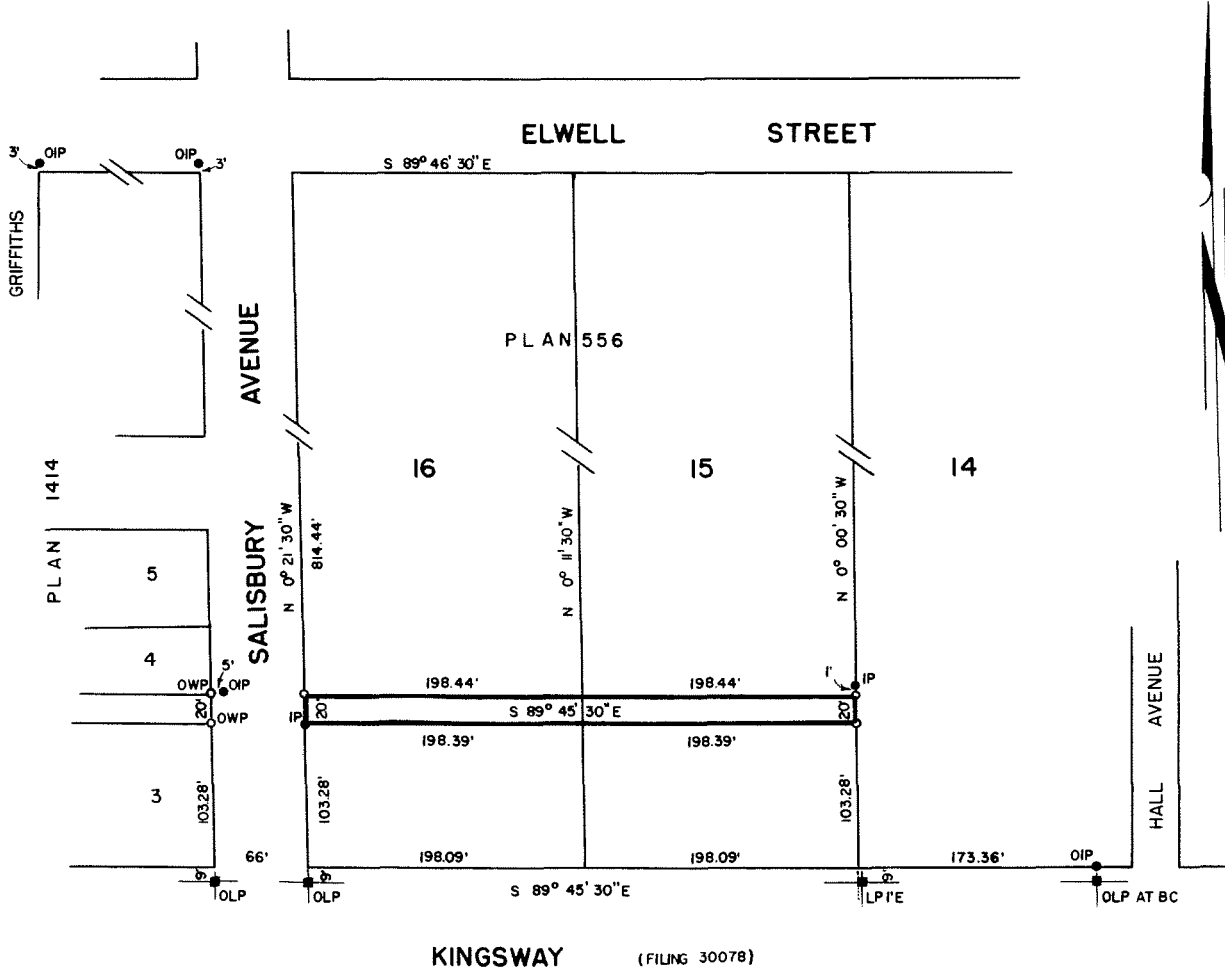 ELWELL STREET
3'
OIP
OIP
3'
S 89° 46' 30" E
GRIFFITHS
AVENUE
PLAN 556
16
15
14
PLAN 1414
SALISBURY
N 0° 21' 30" W
814.44'
N 0° 11' 30" W
N 0° 00' 30" W
5
4
5'
OWP
OIP
198.44'
198.44'
1'
IP
20'
OWP
IP
20'
S 89° 45' 30" E
20'
198.39'
198.39'
HALL AVENUE
3
103.28'
103.28'
103.28'
66'
198.09'
198.09'
173.36'
OIP
9'
OLP
9'
OLP
S 89° 45' 30" E
9'
LP 1'E
OLP AT BC
KINGSWAY (FILING 30078)